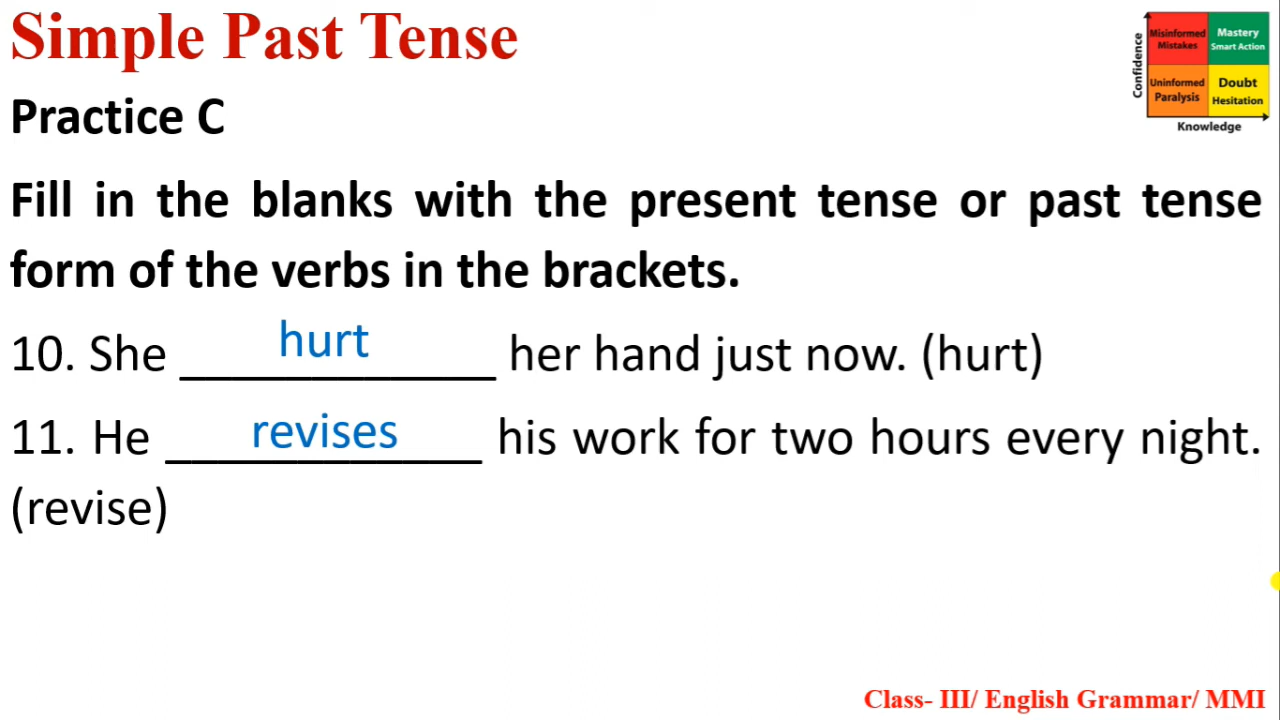 Simple Past Tense
Practice C
Fill in the blanks with the present tense or past tense
form of the verbs in the brackets.
10. She ____________ her hand just now. (hurt)
hurt
11. He ____________ his work for two hours every night.
revises
(revise)
Confidence
Misinformed
Mistakes
Mastery
Smart Action
Uninformed
Paralysis
Doubt
Hesitation
Knowledge
Class- III/ English Grammar/ MMI